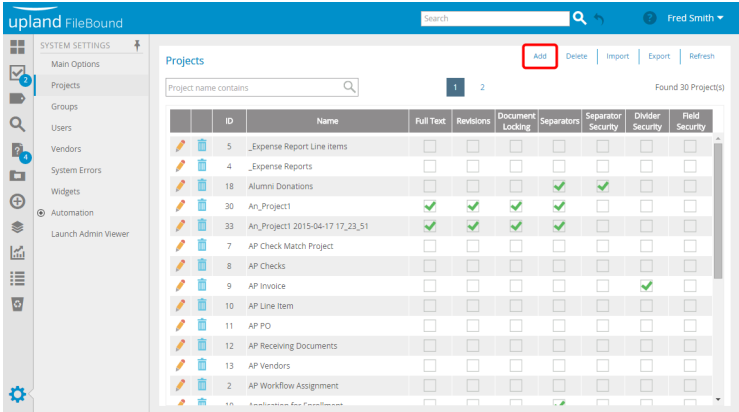 upland FileBound
Search
?
Fred Smith
SYSTEM SETTINGS
Main Options
Projects
Groups
Users
Vendors
System Errors
Widgets
Automation
Launch Admin Viewer
2
4
Projects
Add
Delete
Import
Export
Refresh
Project name contains
1 2
Found 30 Project(s)
ID Name Full Text Revisions Document Locking Separators Separator Security Divider Security Field Security
5 _Expense Report Line items
4 _Expense Reports
18 Alumni Donations
30 An_Project1
33 An_Project1 2015-04-17 17_23_51
7 AP Check Match Project
8 AP Checks
9 AP Invoice
10 AP Line Item
11 AP PO
12 AP Receiving Documents
13 AP Vendors
2 AP Workflow Assignment
Application for Enrollment